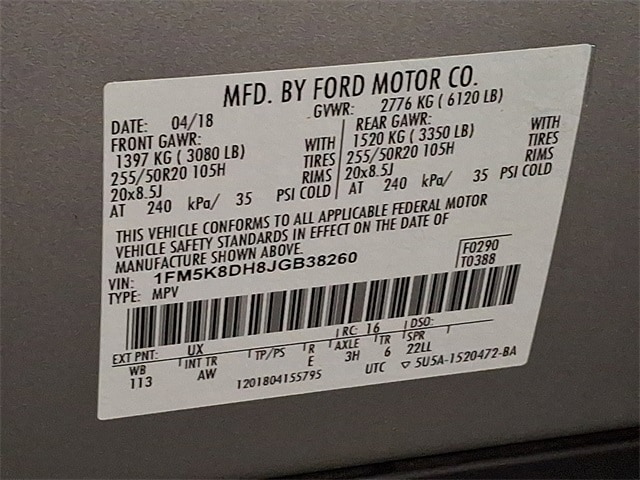 MFD. BY FORD MOTOR CO.
DATE: 04/18 GVWR: 2776 KG ( 6120 LB)
FRONT GAWR: REAR GAWR:
1397 KG ( 3080 LB) WITH 1520 KG ( 3350 LB) WITH
255/50R20 105H TIRES 255/50R20 105H TIRES
20x8.5J RIMS 20x8.5J RIMS
AT 240 kPa/ 35 PSI COLD AT 240 kPa/ 35 PSI COLD
THIS VEHICLE CONFORMS TO ALL APPLICABLE FEDERAL MOTOR
VEHICLE SAFETY STANDARDS IN EFFECT ON THE DATE OF
MANUFACTURE SHOWN ABOVE.
VIN: 1FM5K8DH8JGB38260 F0290
TYPE: MPV T0388
EXT PNT: UX RC: 16 DSO:
WB INT TR TP/PS R AXLE TR SPR
113 AW E 3H 6 22LL
1201804155795 UTC ▽ 5U5A-1520472-BA